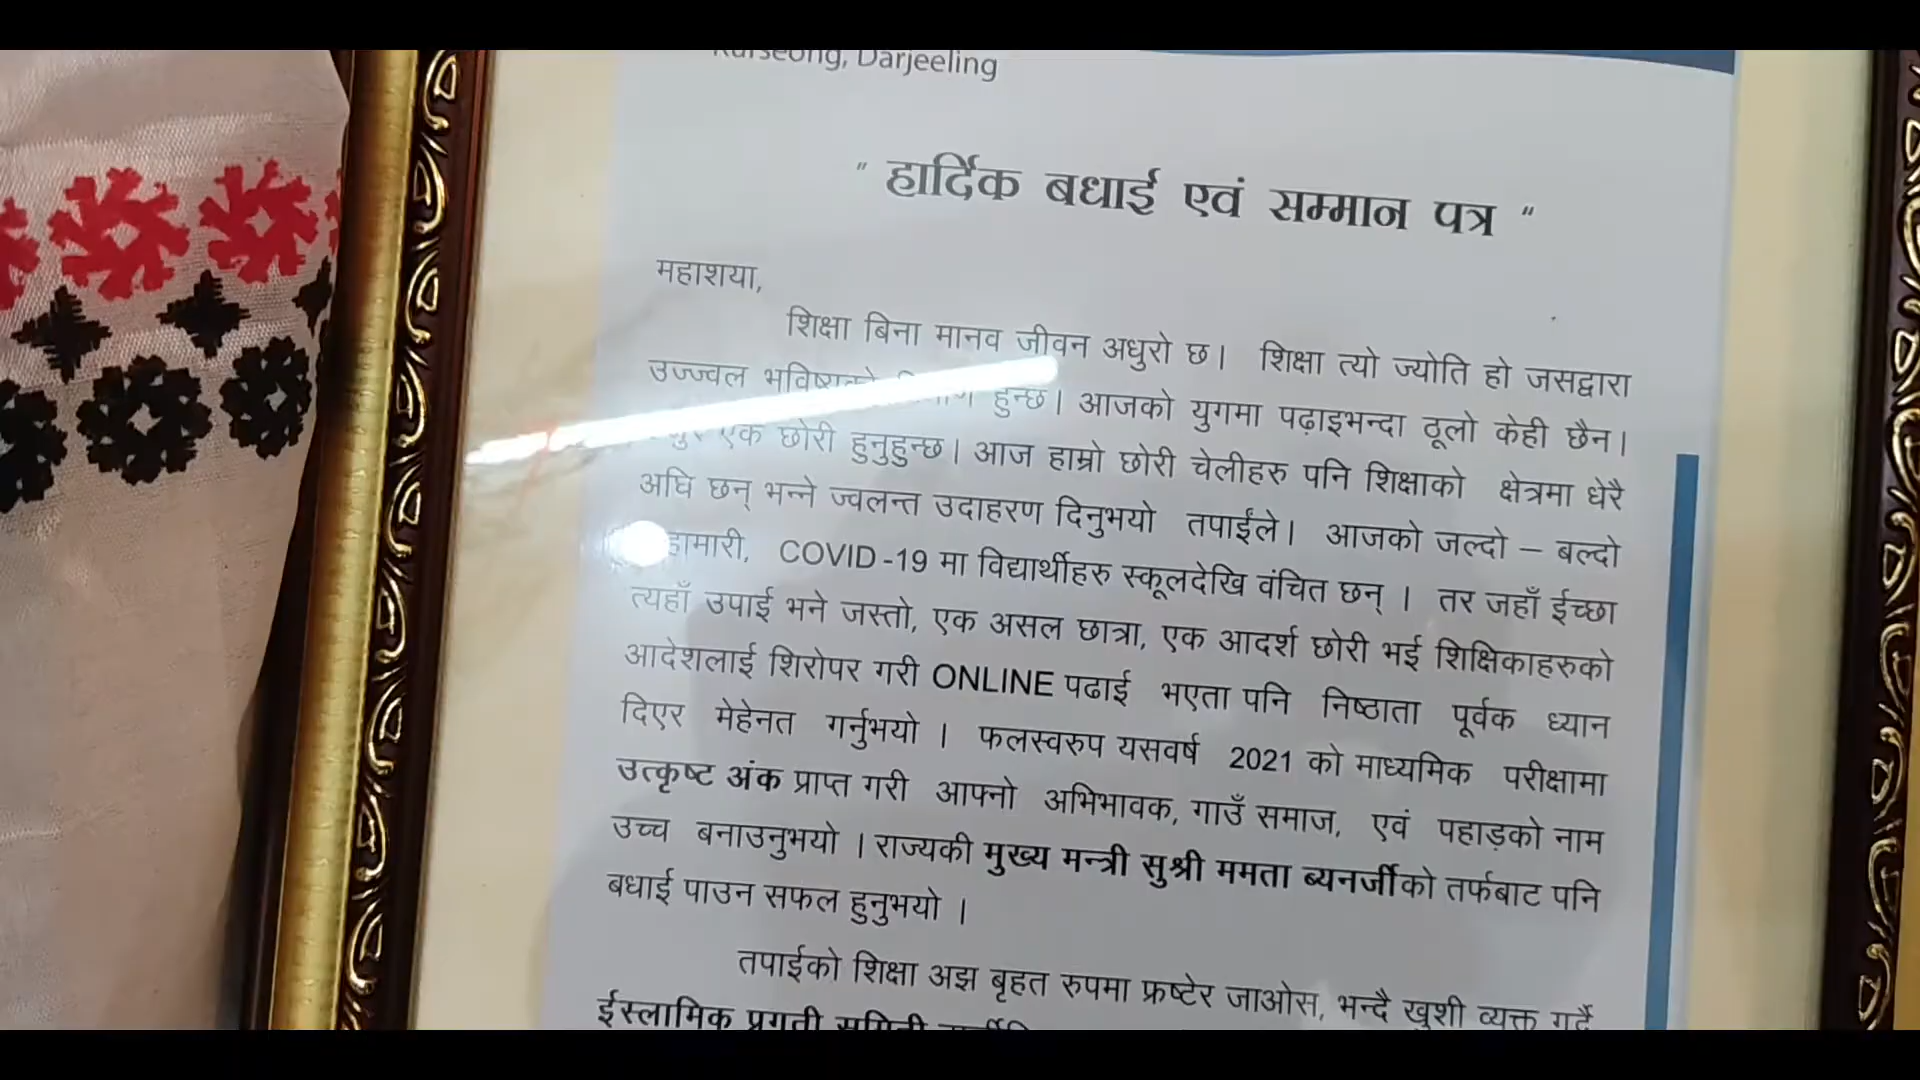 Kurseong, Darjeeling
" हार्दिक बधाई एवं सम्मान पत्र "
महाशया,
शिक्षा बिना मानव जीवन अधुरो छ। शिक्षा त्यो ज्योति हो जसद्वारा
उज्ज्वल हुन्छ। आजको युगमा पढ़ाइभन्दा ठूलो केही छैन।
एक छोरी हुनुहुन्छ। आज हाम्रो छोरी चेलीहरु पनि शिक्षाको क्षेत्रमा धेरै
अघि छन् भन्ने ज्वलन्त उदाहरण दिनुभयो तपाईंले। आजको जल्दो – बल्दो
COVID -19 मा विद्यार्थीहरु स्कूलदेखि वंचित छन् । तर जहाँ ईच्छा
त्यहाँ उपाई भने जस्तो, एक असल छात्रा, एक आदर्श छोरी भई शिक्षिकाहरुको
आदेशलाई शिरोपर गरी ONLINE पढाई भएता पनि निष्ठाता पूर्वक ध्यान
दिएर मेहेनत गर्नुभयो । फलस्वरुप यसवर्ष 2021 को माध्यमिक परीक्षामा
उत्कृष्ट अंक प्राप्त गरी आफ्नो अभिभावक, गाउँ समाज, एवं पहाड़को नाम
उच्च बनाउनुभयो । राज्यकी मुख्य मन्त्री सुश्री ममता ब्यनर्जीको तर्फबाट पनि
बधाई पाउन सफल हुनुभयो ।
तपाईको शिक्षा अझ बृहत रुपमा फ्रष्टेर जाओस, भन्दै खुशी व्यक्त गर्दै
ईस्लामिक प्रगती समिती